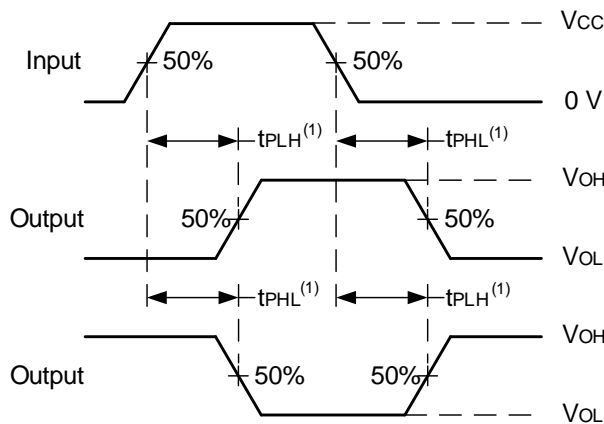 VCC
Input
50%
50%
0 V
tPLH(1)
tPHL(1)
VOH
Output
50%
50%
VOL
tPHL(1)
tPLH(1)
VOH
Output
50%
50%
VOL